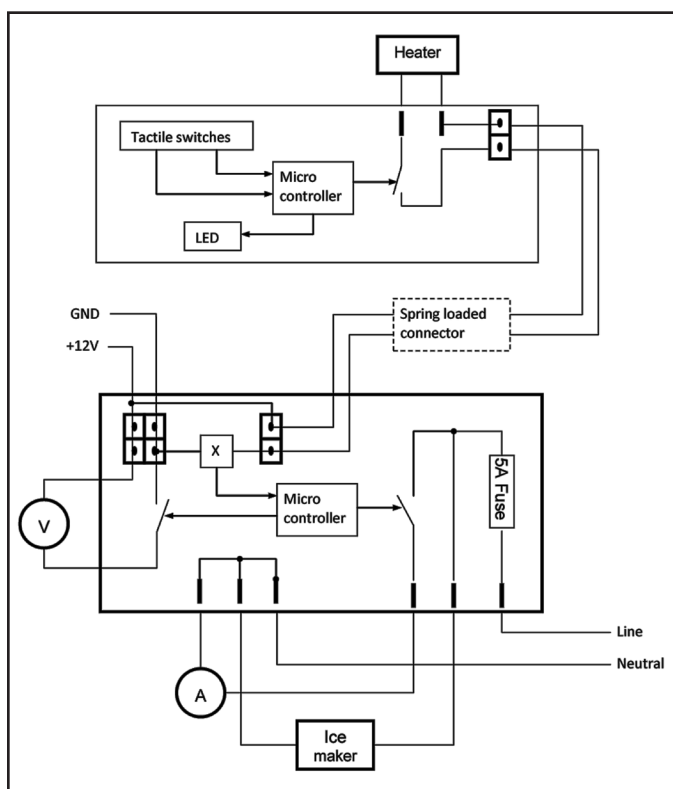 Heater
Tactile switches
Micro
controller
LED
GND
+12V
Spring loaded
connector
X
5A Fuse
Micro
controller
V
Line
Neutral
A
Ice
maker